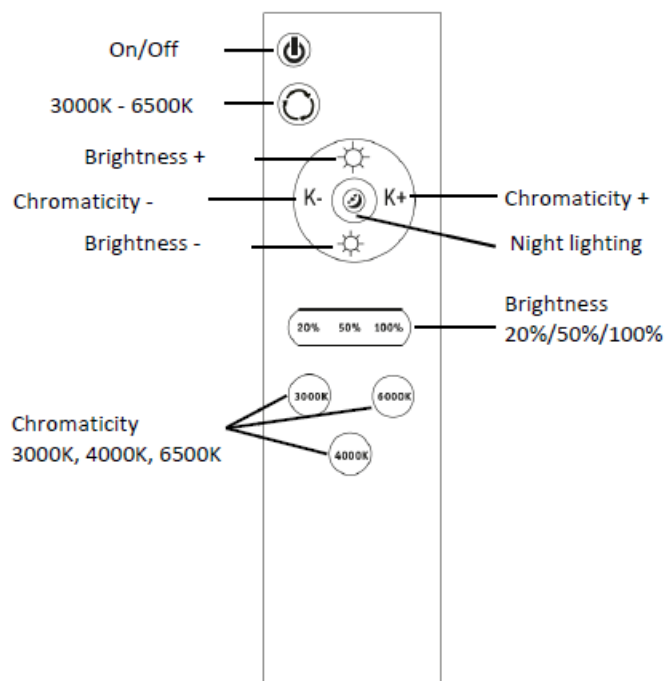 On/Off
3000K - 6500K
Brightness +
Chromaticity -
K-
K+
Chromaticity +
Brightness -
Night lighting
Brightness
20%/50%/100%
20% 50% 100%
3000K
6000K
Chromaticity
3000K, 4000K, 6500K
4000K